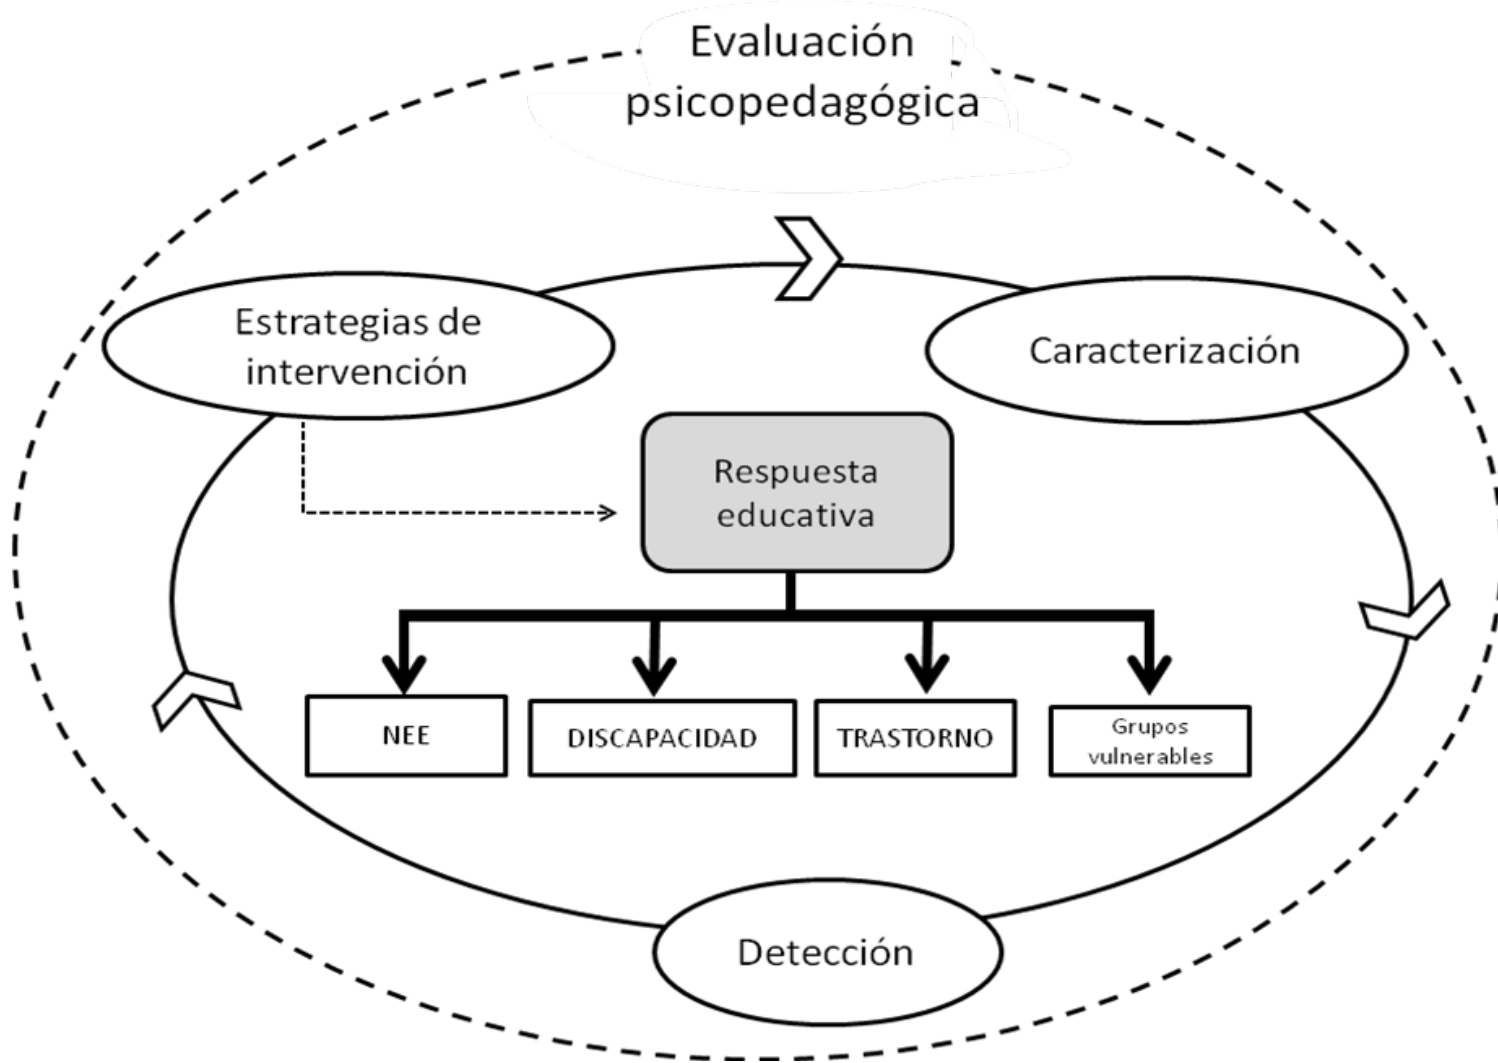 Evaluación
psicopedagógica
Estrategias de
intervención
Caracterización
Respuesta
educativa
NEE
DISCAPACIDAD
TRASTORNO
Grupos
vulnerables
Detección